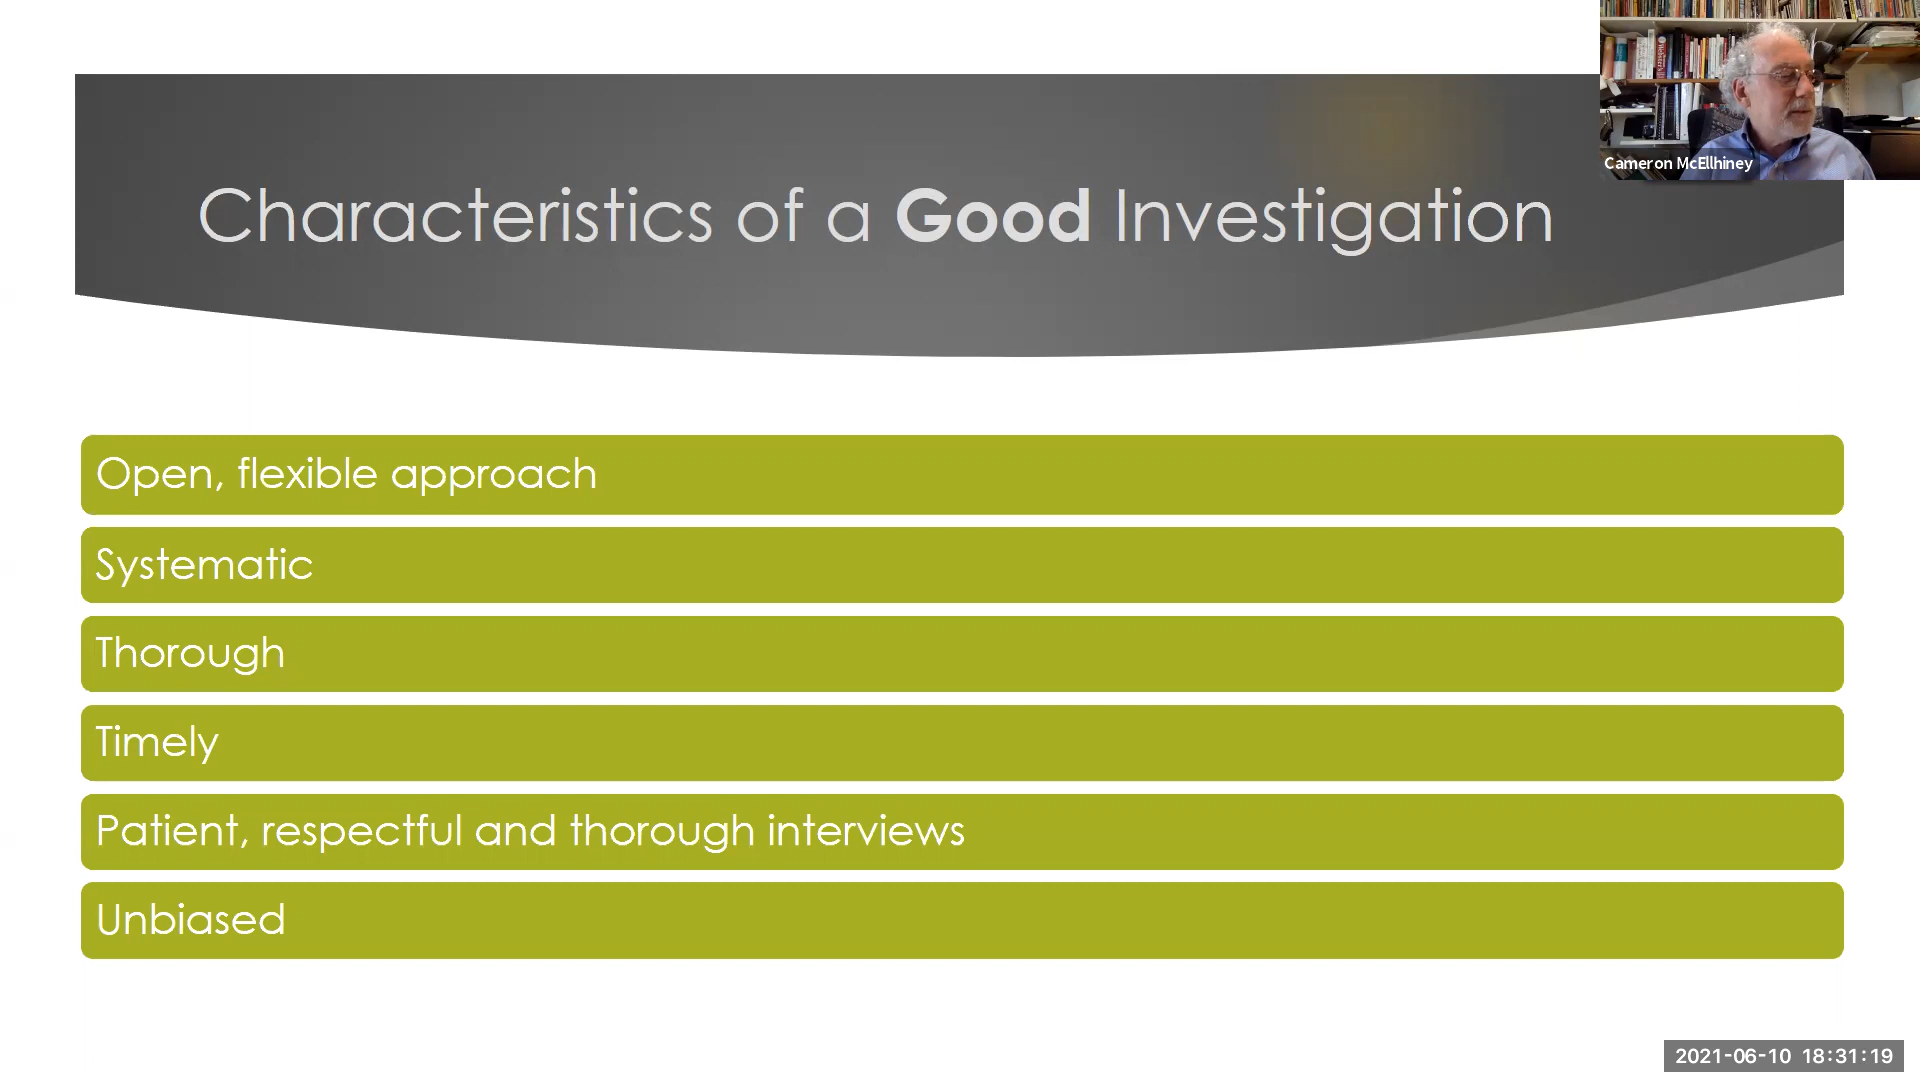 Cameron McEllhiney
Characteristics of a Good Investigation
Open, flexible approach
Systematic
Thorough
Timely
Patient, respectful and thorough interviews
Unbiased
2021-06-10 18:31:19